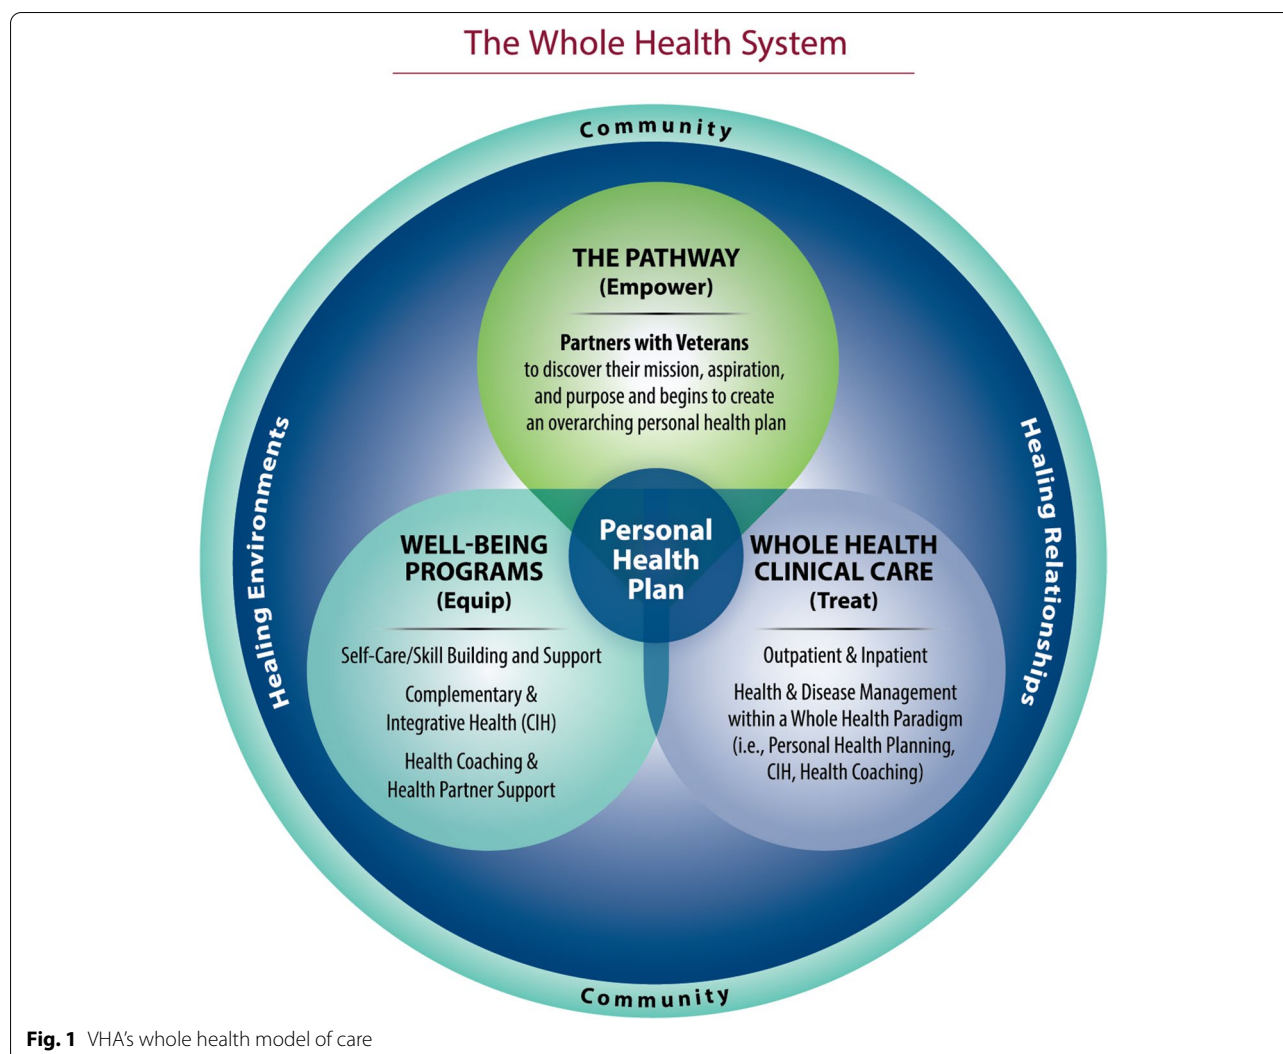 The Whole Health System
Community
THE PATHWAY
(Empower)
Partners with Veterans
to discover their mission, aspiration,
and purpose and begins to create
an overarching personal health plan
Healing Environments
Healing Relationships
Personal
Health
Plan
WELL-BEING
PROGRAMS
(Equip)
Self-Care/Skill Building and Support
Complementary &
Integrative Health (CIH)
Health Coaching &
Health Partner Support
WHOLE HEALTH
CLINICAL CARE
(Treat)
Outpatient & Inpatient
Health & Disease Management
within a Whole Health Paradigm
(i.e., Personal Health Planning,
CIH, Health Coaching)
Community
Fig. 1 VHA’s whole health model of care